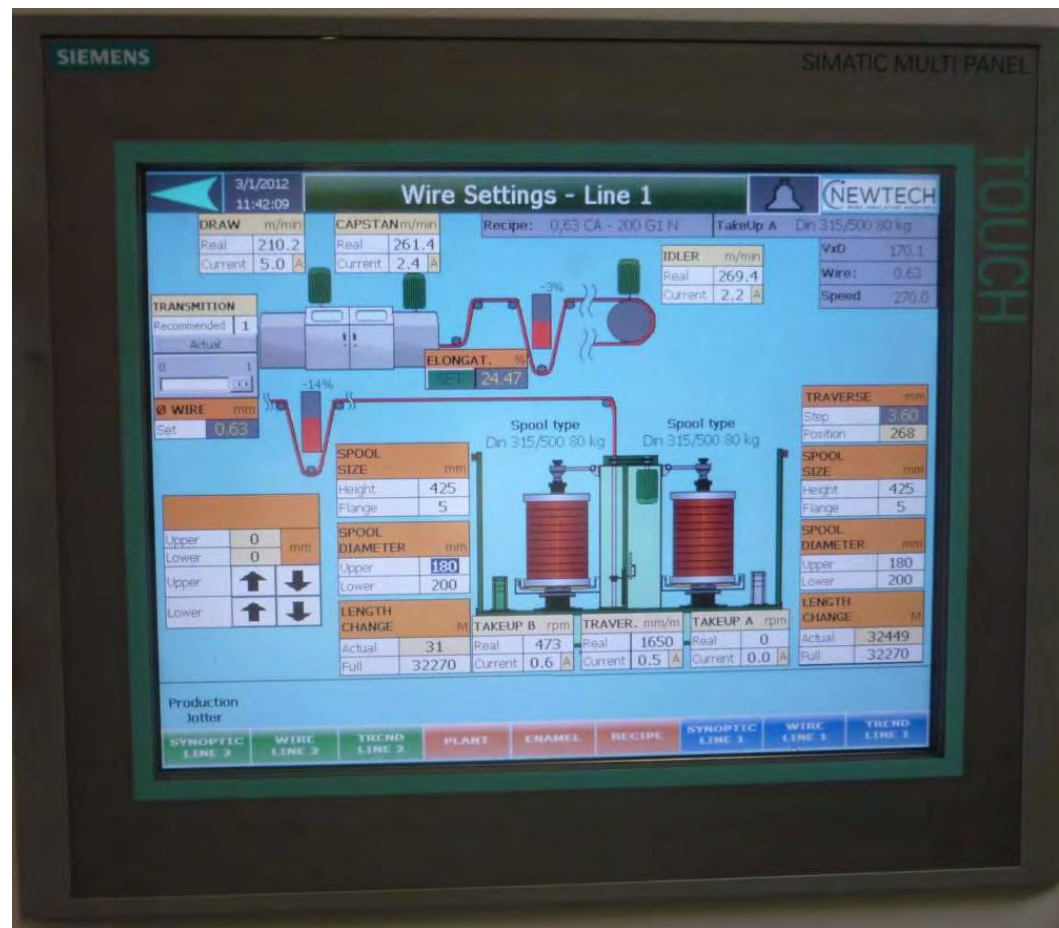 SIEMENS
SIMATIC MULTI PANEL
TOUCH
3/1/2012
11:42:09
Wire Settings - Line 1
NEWTECH
DRAW m/min
Real 210.2
Current 5.0 A
CAPSTAN m/min
Real 261.4
Current 2.4 A
Recipe: 0,63 CA - 200 G1 N
TakeUp A Din 315/500 80 kg
IDLER m/min
Real 269.4
Current 2.2 A
VxD 170.1
Wire: 0.63
Speed 270.0
TRANSMITION
Recommended 1
Actual
0 1
-3%
ELONGAT. %
SET 24.47
-14%
Ø WIRE mm
Set 0.63
Spool type
Din 315/500 80 kg
Spool type
Din 315/500 80 kg
TRAVERSE mm
Step 3.60
Position 268
SPOOL
SIZE mm
Height 425
Flange 5
SPOOL
SIZE mm
Height 425
Flange 5
Upper 0
Lower 0
mm
Upper
Lower
SPOOL
DIAMETER mm
Upper 180
Lower 200
SPOOL
DIAMETER mm
Upper 180
Lower 200
LENGTH
CHANGE M
Actual 31
Full 32270
TAKEUP B rpm
Real 473
Current 0.6 A
TRAVER. mm/m
Real 1650
Current 0.5 A
TAKEUP A rpm
Real 0
Current 0.0 A
LENGTH
CHANGE M
Actual 32449
Full 32270
Production
Jotter
SYNOPTIC
LINE 2
WIRE
LINE 2
TREND
LINE 2
PLANT
ENAMEL
RECIPE
SYNOPTIC
LINE 1
WIRE
LINE 1
TREND
LINE 1